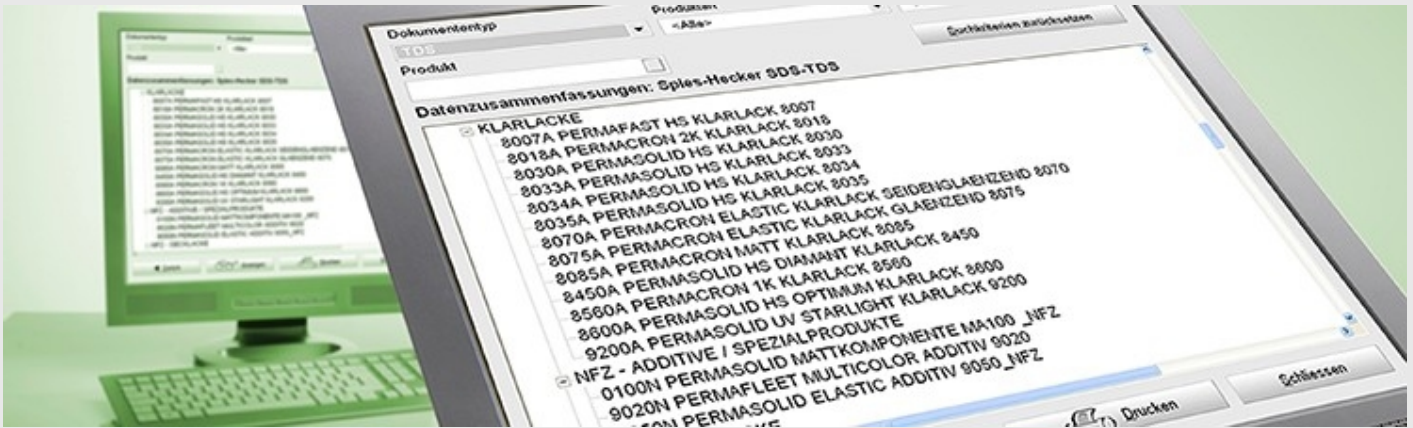 Dokumententyp
TDS
Produkt
<Alle>
Suchkriterien zurücksetzen
Datenzusammenfassungen: Spies-Hecker SDS-TDS
KLARLACKE
8007A PERMAFAST HS KLARLACK 8007
8018A PERMACRON 2K KLARLACK 8018
8030A PERMASOLID HS KLARLACK 8030
8033A PERMASOLID HS KLARLACK 8033
8034A PERMASOLID HS KLARLACK 8034
8035A PERMASOLID HS KLARLACK 8035
8070A PERMACRON ELASTIC KLARLACK SEIDENGLAENZEND 8070
8075A PERMACRON ELASTIC KLARLACK GLAENZEND 8075
8085A PERMACRON MATT KLARLACK 8085
8450A PERMASOLID HS DIAMANT KLARLACK 8450
8560A PERMACRON 1K KLARLACK 8560
8600A PERMASOLID HS OPTIMUM KLARLACK 8600
9200A PERMASOLID UV STARLIGHT KLARLACK 9200
NFZ - ADDITIVE / SPEZIALPRODUKTE
0100N PERMASOLID MATTKOMPONENTE MA100 _NFZ
9020N PERMAFLEET MULTICOLOR ADDITIV 9020
PERMASOLID ELASTIC ADDITIV 9050_NFZ
Drucken
Schliessen